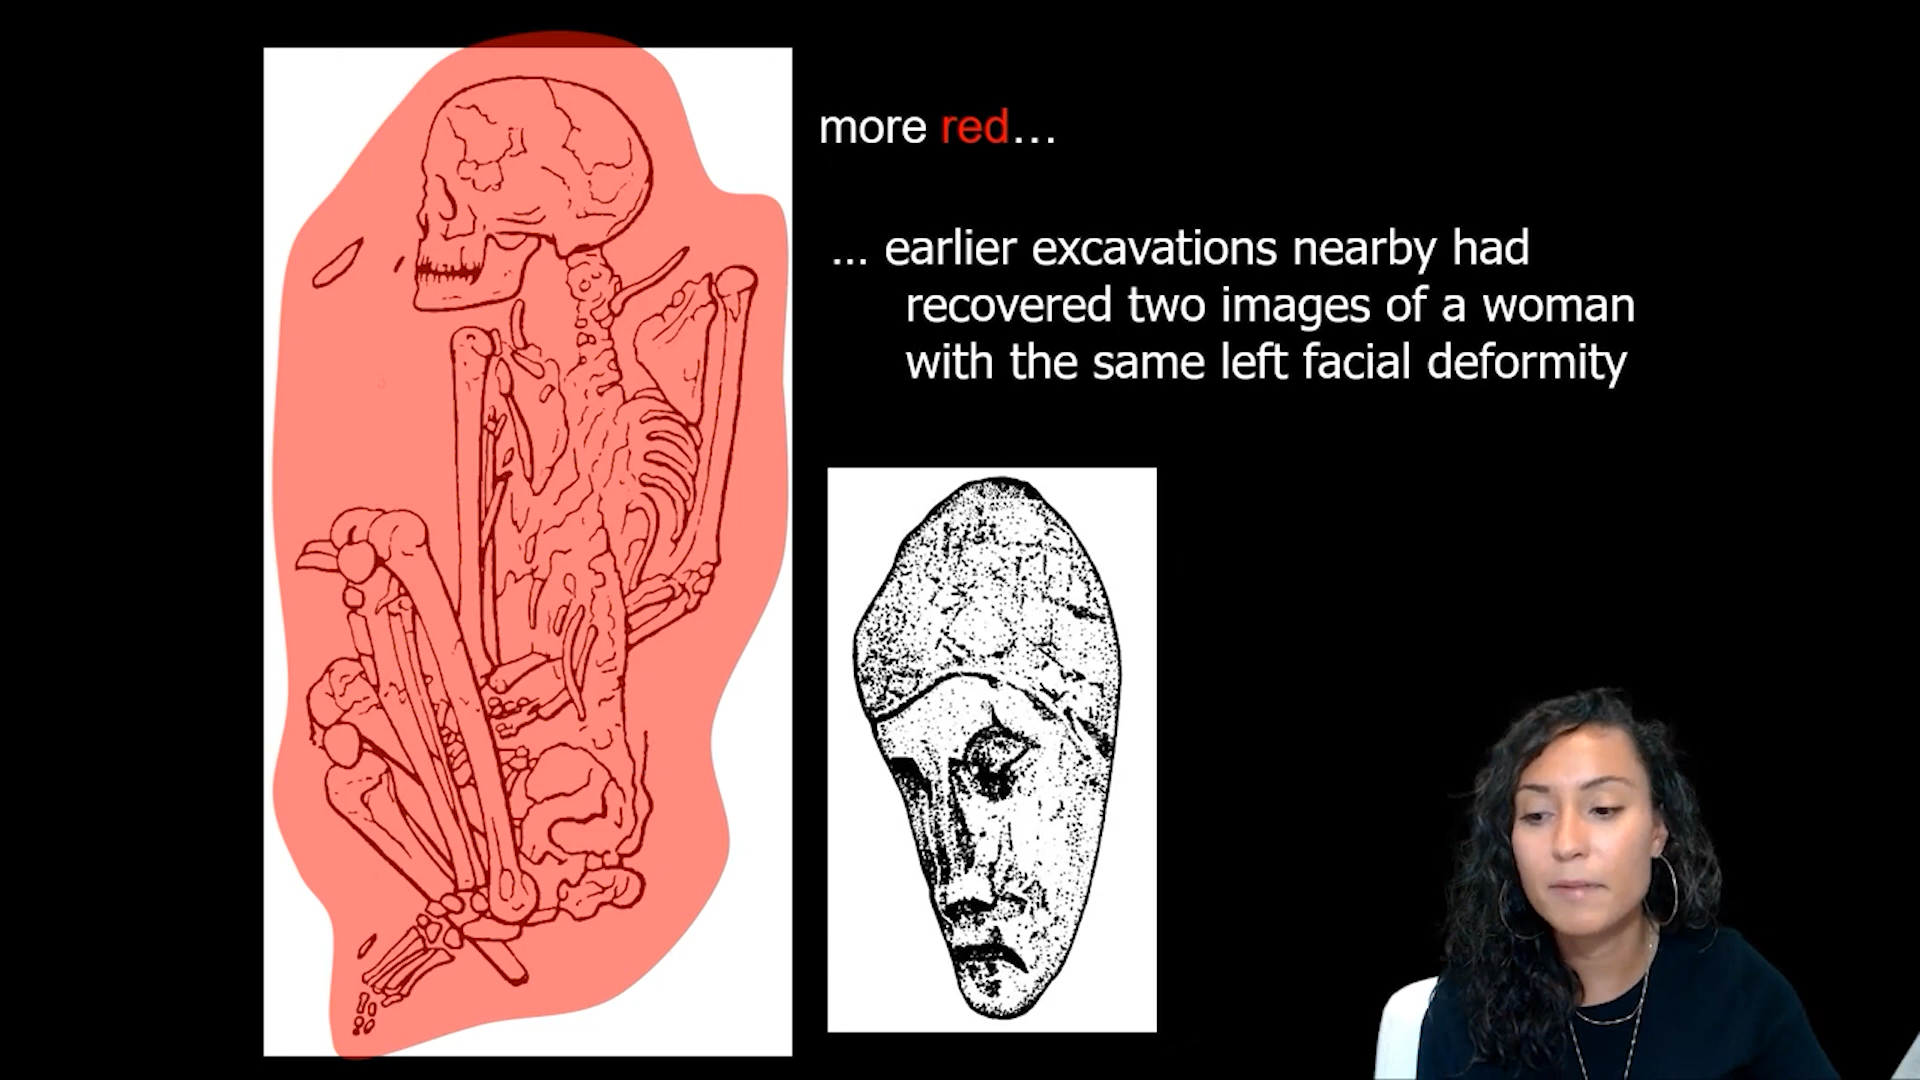 more red...
... earlier excavations nearby had
recovered two images of a woman
with the same left facial deformity